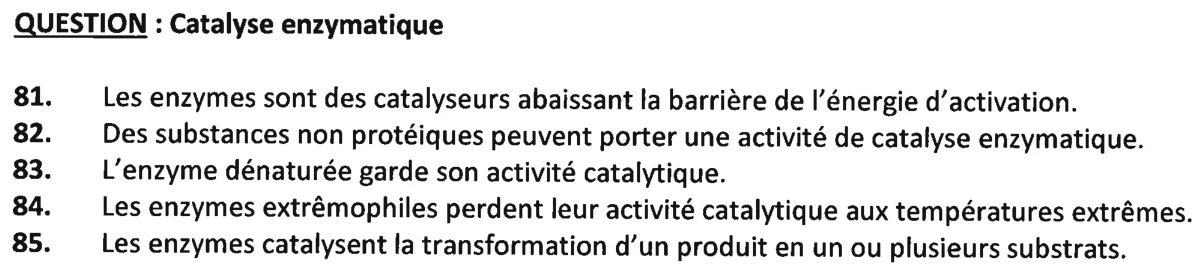 QUESTION : Catalyse enzymatique
81. Les enzymes sont des catalyseurs abaissant la barrière de l'énergie d'activation.
82. Des substances non protéiques peuvent porter une activité de catalyse enzymatique.
83. L'enzyme dénaturée garde son activité catalytique.
84. Les enzymes extrêmophiles perdent leur activité catalytique aux températures extrêmes.
85. Les enzymes catalysent la transformation d'un produit en un ou plusieurs substrats.